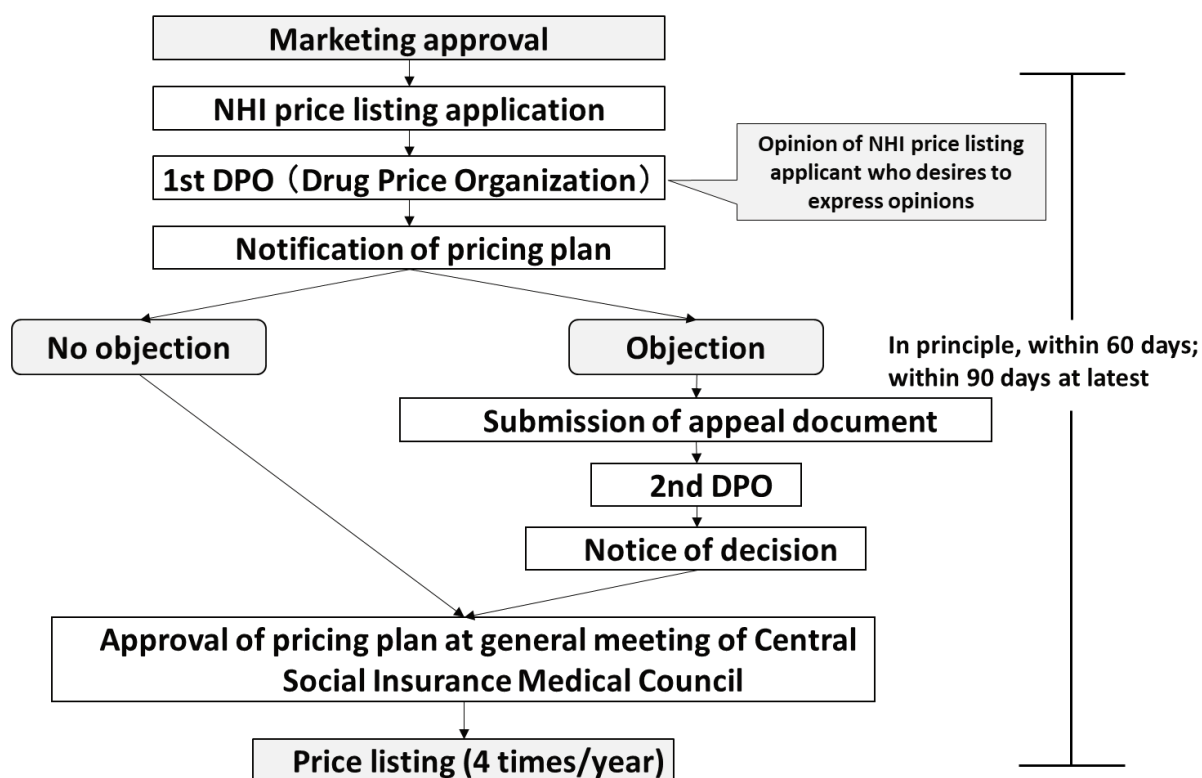 Marketing approval
NHI price listing application
1st DPO（Drug Price Organization）
Opinion of NHI price listing
applicant who desires to
express opinions
Notification of pricing plan
No objection
Objection
In principle, within 60 days;
within 90 days at latest
Submission of appeal document
2nd DPO
Notice of decision
Approval of pricing plan at general meeting of Central
Social Insurance Medical Council
Price listing (4 times/year)